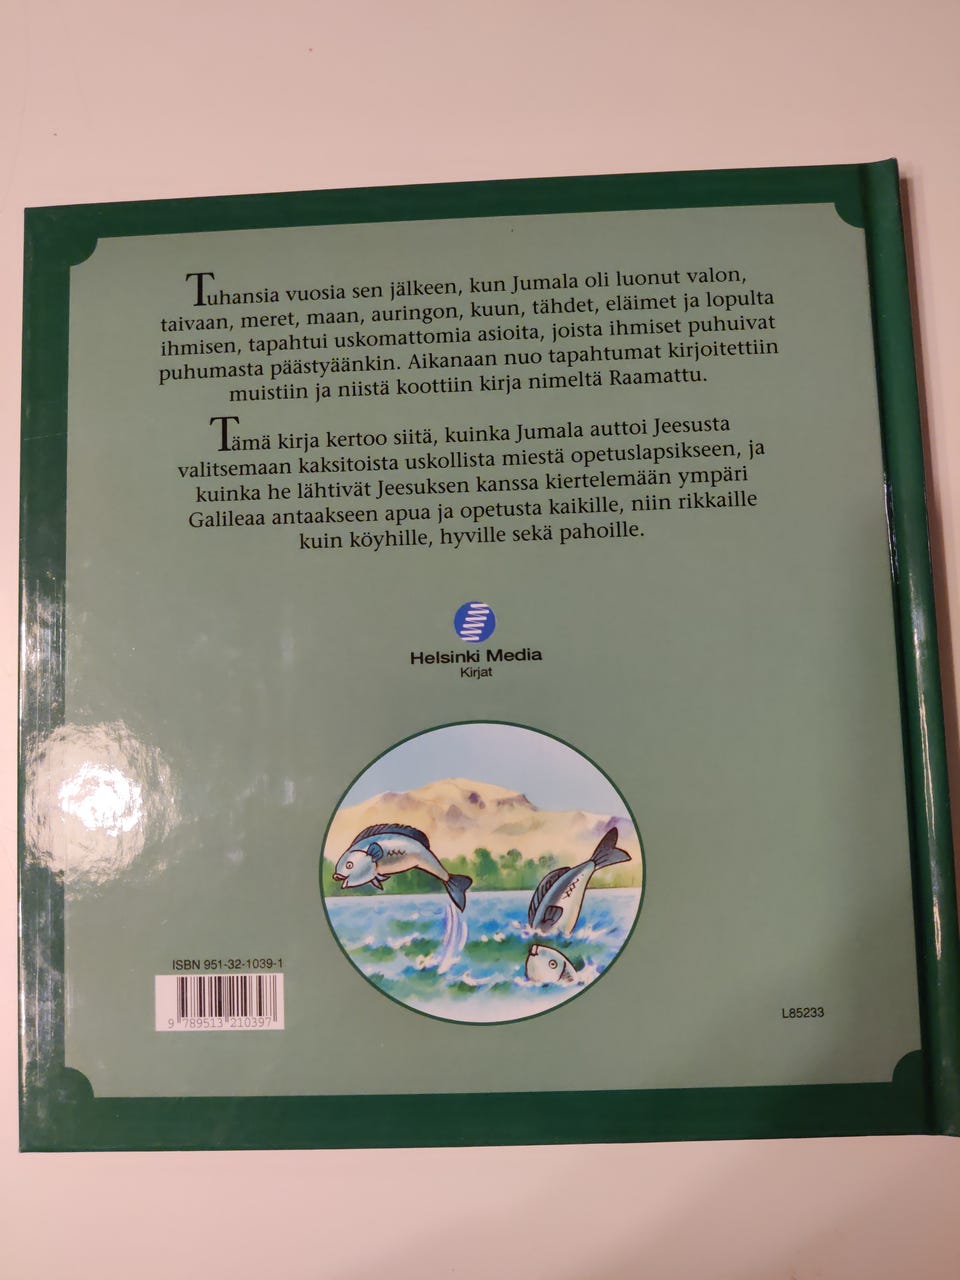 Tuhansia vuosia sen jälkeen, kun Jumala oli luonut valon,
taivaan, meret, maan, auringon, kuun, tähdet, eläimet ja lopulta
ihmisen, tapahtui uskomattomia asioita, joista ihmiset puhuivat
puhumasta päästyäänkin. Aikanaan nuo tapahtumat kirjoitettiin
muistiin ja niistä koottiin kirja nimeltä Raamattu.
Tämä kirja kertoo siitä, kuinka Jumala auttoi Jeesusta
valitsemaan kaksitoista uskollista miestä opetuslapsikseen, ja
kuinka he lähtivät Jeesuksen kanssa kiertelemään ympäri
Galileaa antaakseen apua ja opetusta kaikille, niin rikkaille
kuin köyhille, hyville sekä pahoille.
Helsinki Media
Kirjat
ISBN 951-32-1039-1
9 789513 210397
L85233